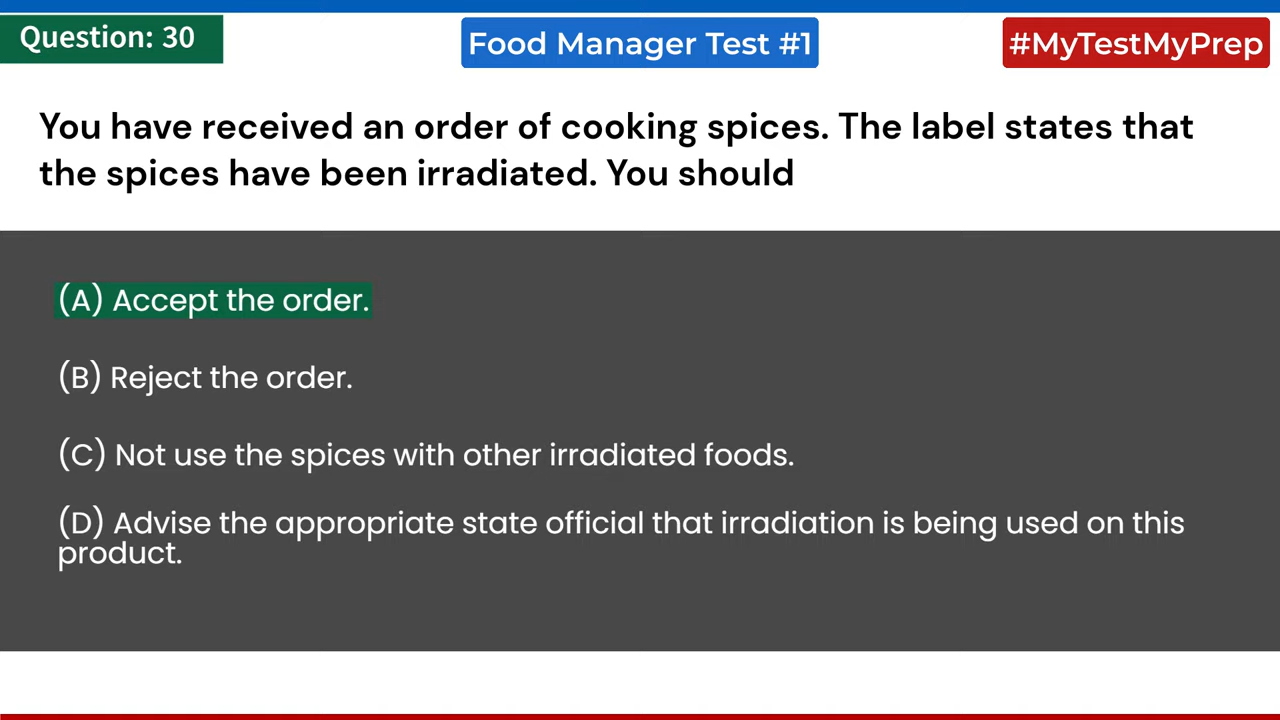 Question: 30
Food Manager Test #1
#MyTestMyPrep
You have received an order of cooking spices. The label states that
the spices have been irradiated. You should
(A) Accept the order.
(B) Reject the order.
(C) Not use the spices with other irradiated foods.
(D) Advise the appropriate state official that irradiation is being used on this
product.